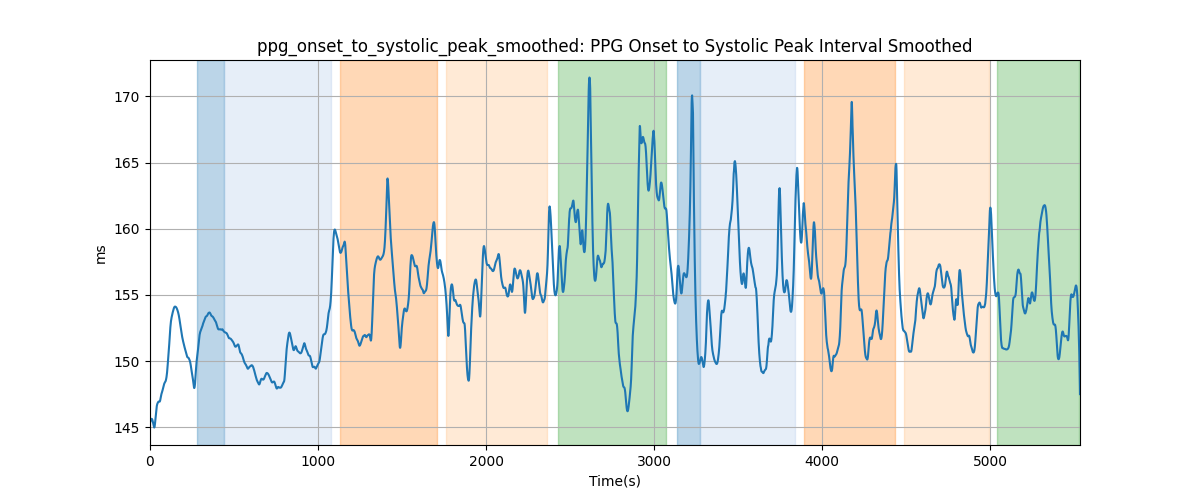 ppg_onset_to_systolic_peak_smoothed: PPG Onset to Systolic Peak Interval Smoothed
170
165
160
155
150
145
ms
0 1000 2000 3000 4000 5000
Time(s)